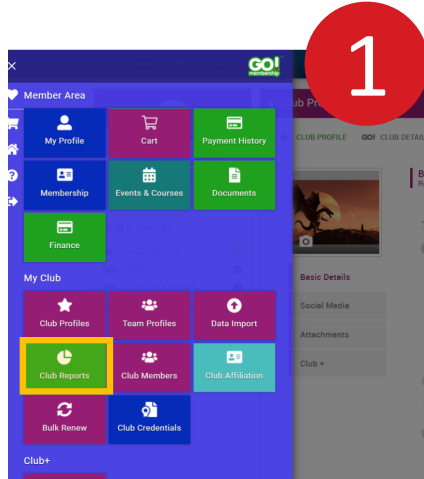 1
×
GO!
membership
Member Area
My Profile
Cart
Payment History
Membership
Events & Courses
Documents
Finance
My Club
Club Profiles
Team Profiles
Data Import
Club Reports
Club Members
Club Affiliation
Bulk Renew
Club Credentials
Club+
CLUB PROFILE
GO! CLUB DETAIL
Basic Details
Social Media
Attachments
Club +